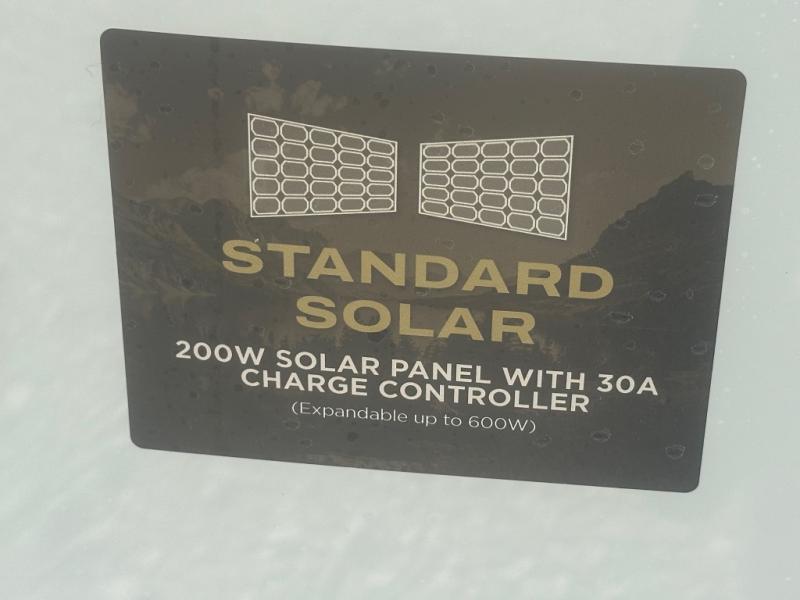 STANDARD
SOLAR
200W SOLAR PANEL WITH 30A
CHARGE CONTROLLER
(Expandable up to 600W)